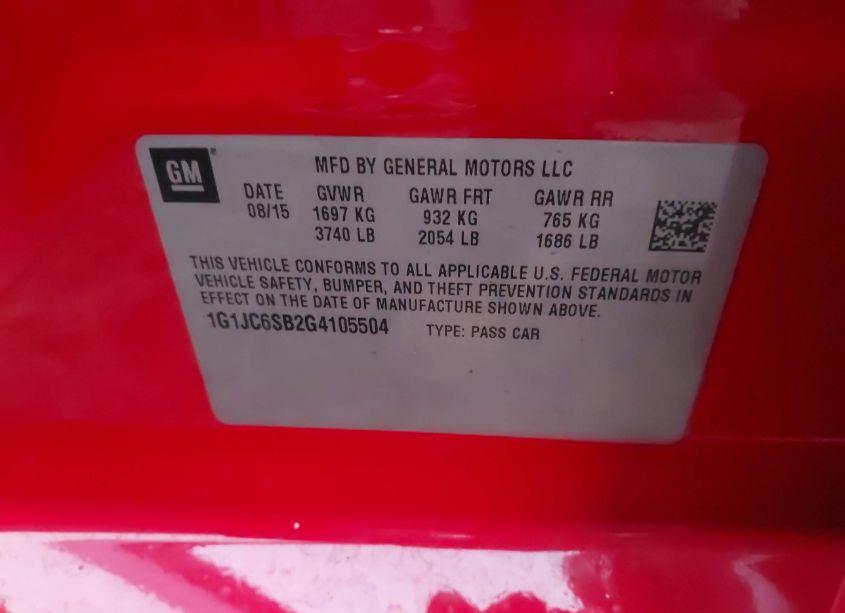 GM®
MFD BY GENERAL MOTORS LLC
DATE GVWR GAWR FRT GAWR RR
08/15 1697 KG 932 KG 765 KG
3740 LB 2054 LB 1686 LB
THIS VEHICLE CONFORMS TO ALL APPLICABLE U.S. FEDERAL MOTOR
VEHICLE SAFETY, BUMPER, AND THEFT PREVENTION STANDARDS IN
EFFECT ON THE DATE OF MANUFACTURE SHOWN ABOVE.
1G1JC6SB2G4105504 TYPE: PASS CAR